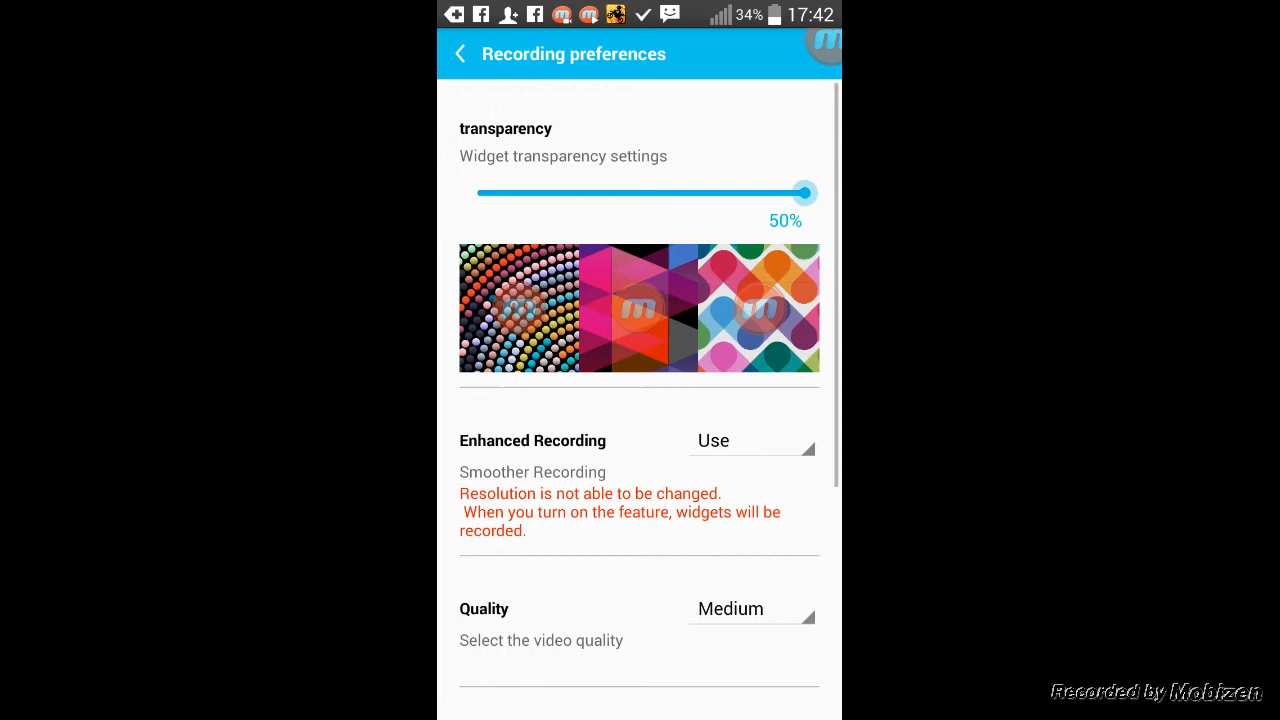 34% 17:42
Recording preferences
transparency
Widget transparency settings
50%
Enhanced Recording Use
Smoother Recording
Resolution is not able to be changed.
When you turn on the feature, widgets will be
recorded.
Quality Medium
Select the video quality
Recorded by Mobizen